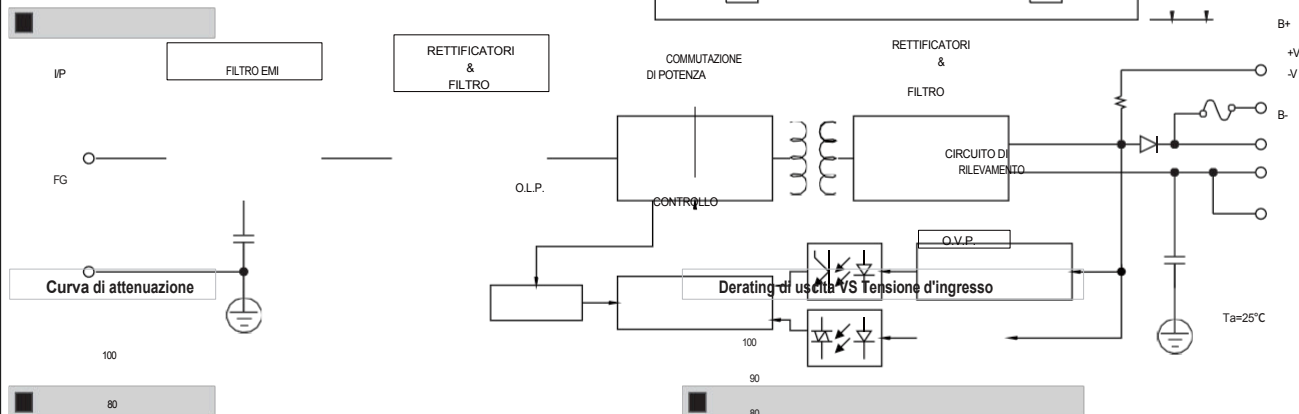 B+
RETTIFICATORI
&
FILTRO
RETTIFICATORI
&
FILTRO
COMMUTAZIONE
DI POTENZA
+V
-V
I/P
FILTRO EMI
B-
CIRCUITO DI
RILEVAMENTO
FG
O.L.P.
CONTROLLO
O.V.P.
Curva di attenuazione
Derating di uscita VS Tensione d'ingresso
Ta=25℃
100
100
90
80
80